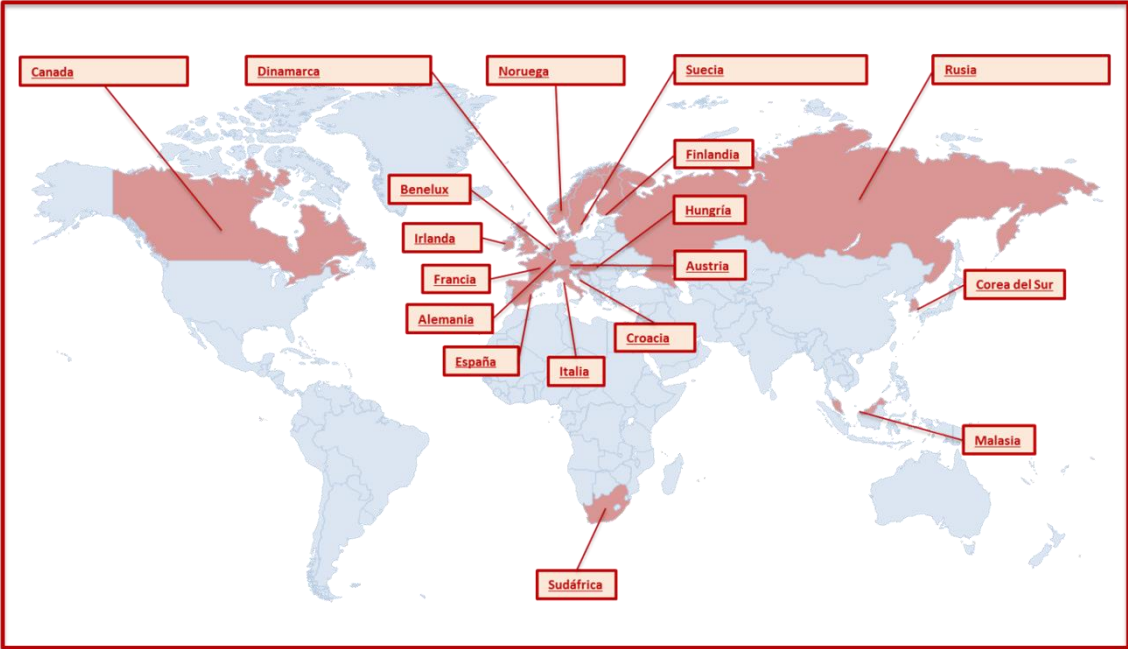 Canada
Dinamarca
Noruega
Suecia
Rusia
Finlandia
Benelux
Hungría
Irlanda
Austria
Francia
Corea del Sur
Alemania
Croacia
España
Italia
Malasia
Sudáfrica